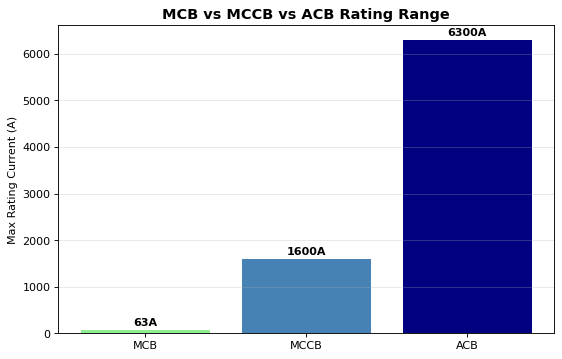 MCB vs MCCB vs ACB Rating Range
Max Rating Current (A)
6000
5000
4000
3000
2000
1000
0
63A
1600A
6300A
MCB
MCCB
ACB